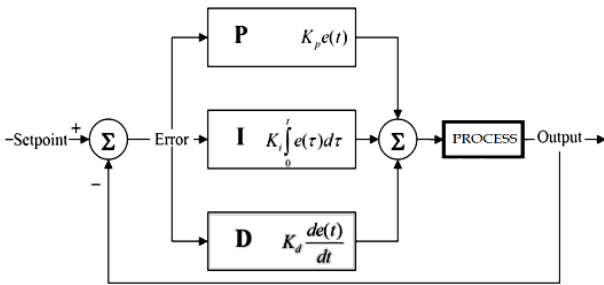 P K_p e(t)
–Setpoint + Σ Error I K_i ∫_0^t e(τ)dτ Σ PROCESS Output
–
D K_d de(t)/dt